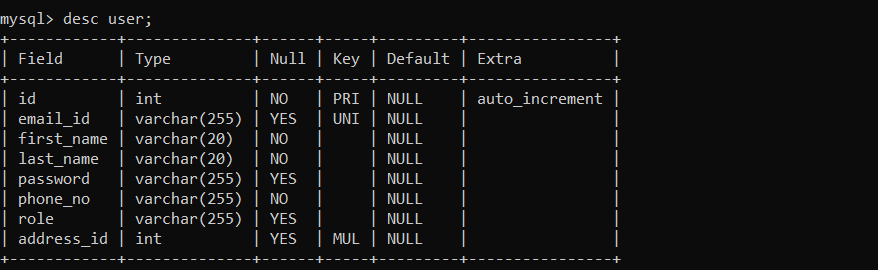 mysql> desc user;
+------------+--------------+------+-----+---------+----------------+
| Field      | Type         | Null | Key | Default | Extra          |
+------------+--------------+------+-----+---------+----------------+
| id         | int          | NO   | PRI | NULL    | auto_increment |
| email_id   | varchar(255) | YES  | UNI | NULL    |                |
| first_name | varchar(20)  | NO   |     | NULL    |                |
| last_name  | varchar(20)  | NO   |     | NULL    |                |
| password   | varchar(255) | YES  |     | NULL    |                |
| phone_no   | varchar(255) | NO   |     | NULL    |                |
| role       | varchar(255) | YES  |     | NULL    |                |
| address_id | int          | YES  | MUL | NULL    |                |
+------------+--------------+------+-----+---------+----------------+